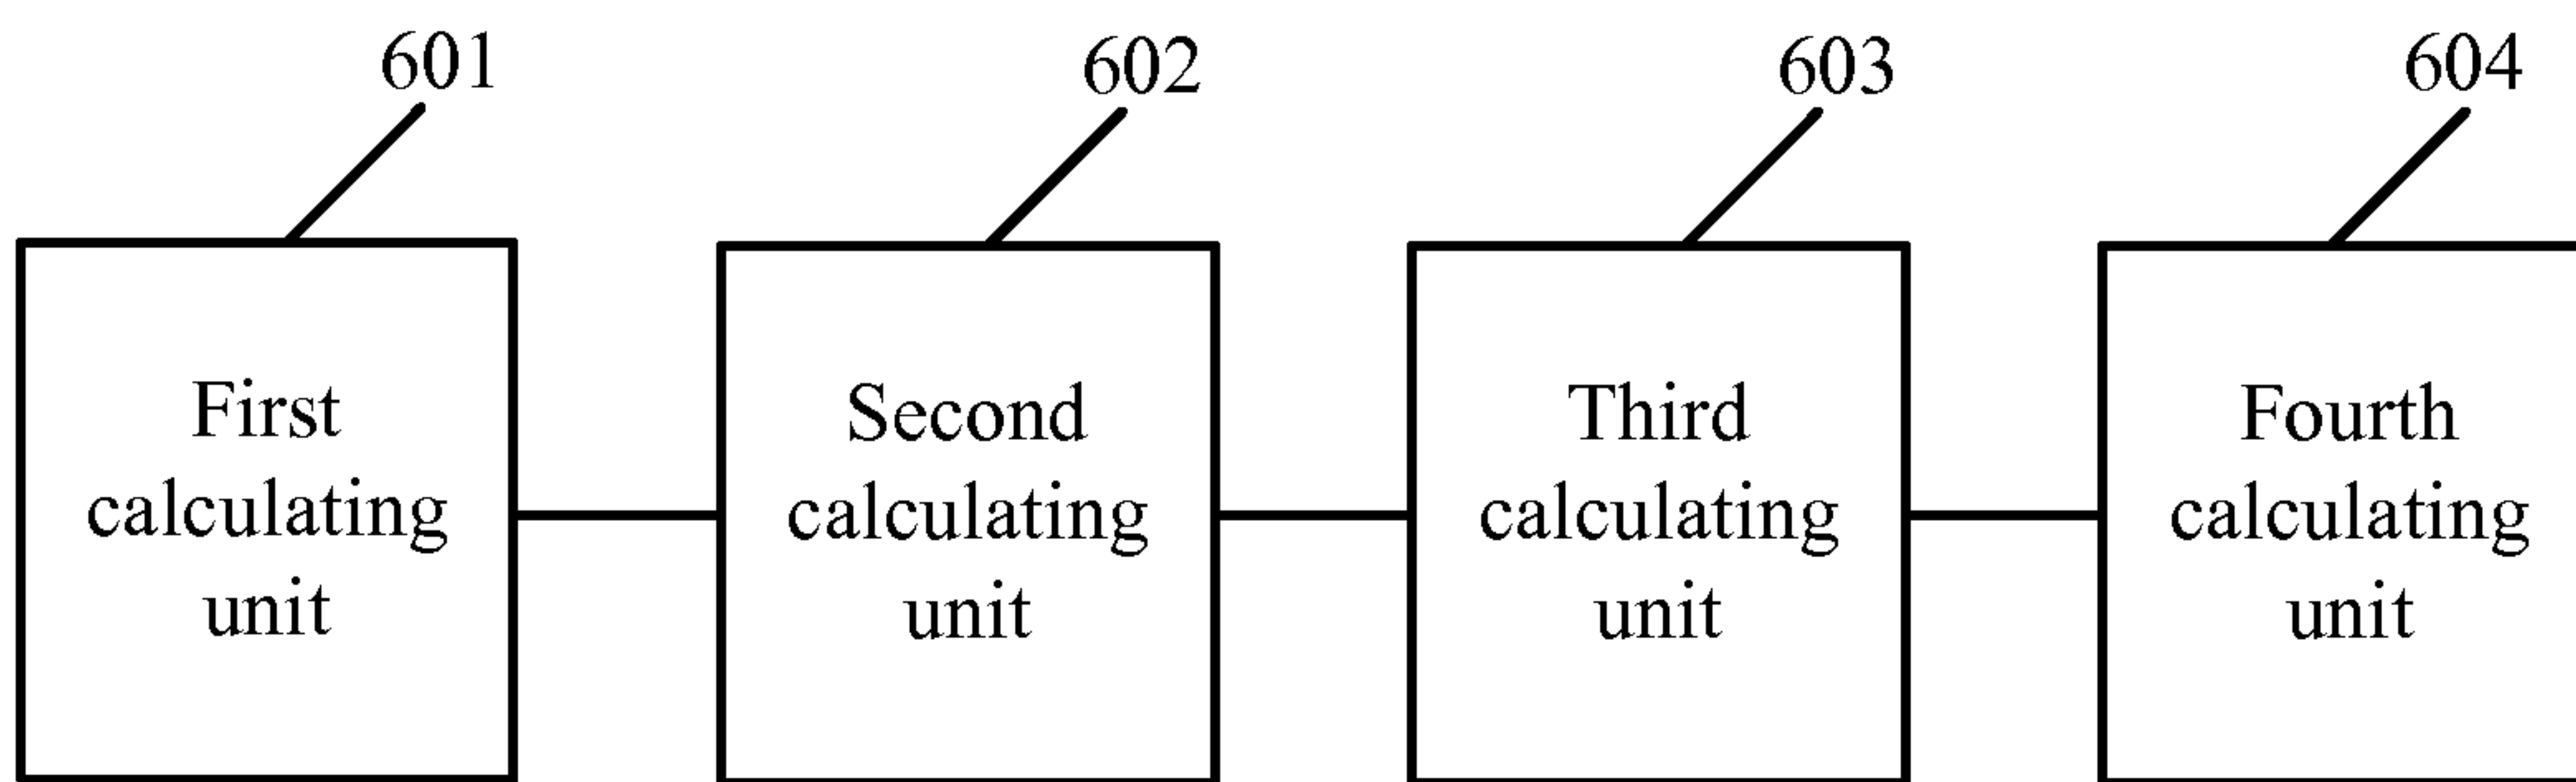 601
602
603
604
First
calculating
unit
Second
calculating
unit
Third
calculating
unit
Fourth
calculating
unit